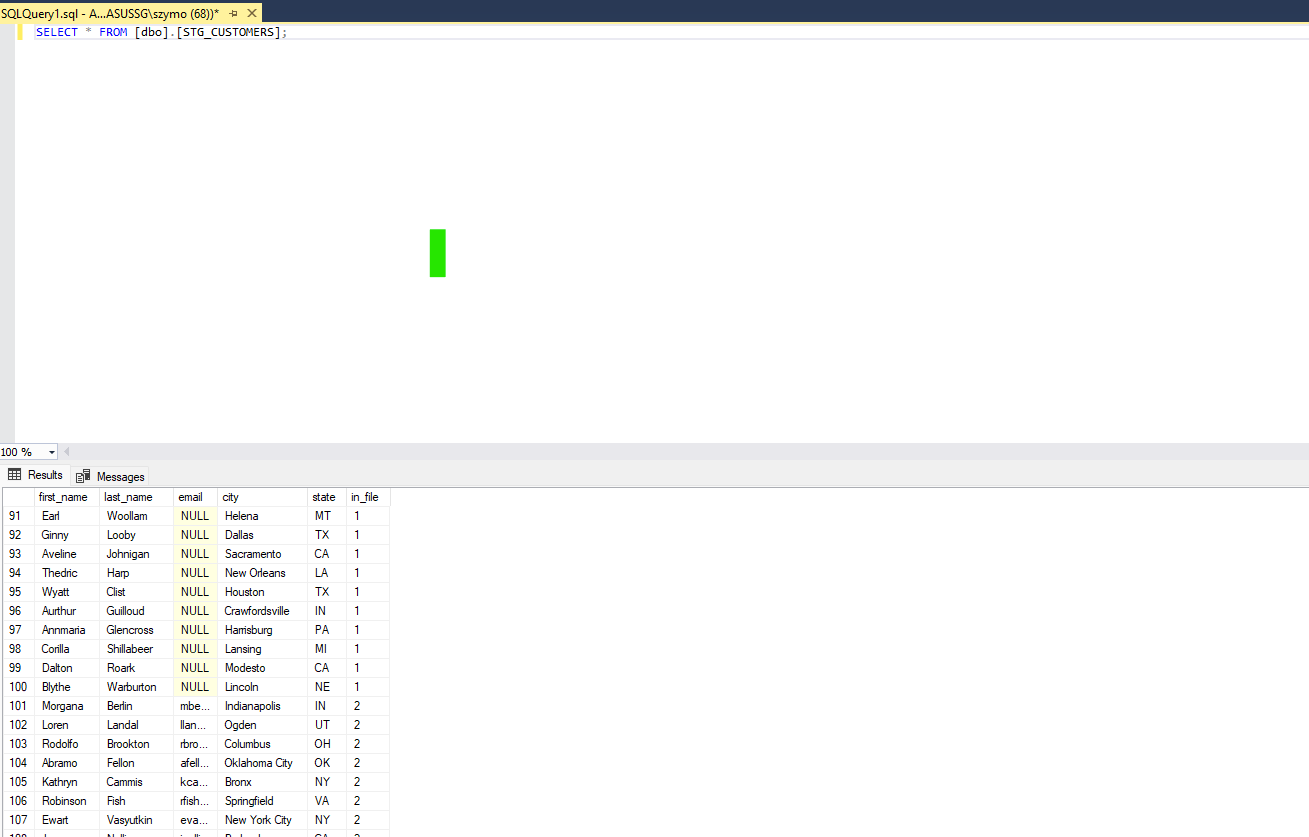 SQLQuery1.sql - A...ASUSSG\szymo (68))*
SELECT * FROM [dbo].[STG_CUSTOMERS];
100 %
Results Messages
first_name last_name email city state in_file
91 Earl Woollam NULL Helena MT 1
92 Ginny Looby NULL Dallas TX 1
93 Aveline Johnigan NULL Sacramento CA 1
94 Thedric Harp NULL New Orleans LA 1
95 Wyatt Clist NULL Houston TX 1
96 Aurthur Guilloud NULL Crawfordsville IN 1
97 Annmaria Glencross NULL Harrisburg PA 1
98 Corilla Shillabeer NULL Lansing MI 1
99 Dalton Roark NULL Modesto CA 1
100 Blythe Warburton NULL Lincoln NE 1
101 Morgana Berlin mbe... Indianapolis IN 2
102 Loren Landal llan... Ogden UT 2
103 Rodolfo Brookton rbro... Columbus OH 2
104 Abramo Fellon afell... Oklahoma City OK 2
105 Kathryn Cammis kca... Bronx NY 2
106 Robinson Fish rfish... Springfield VA 2
107 Ewart Vasyutkin eva... New York City NY 2